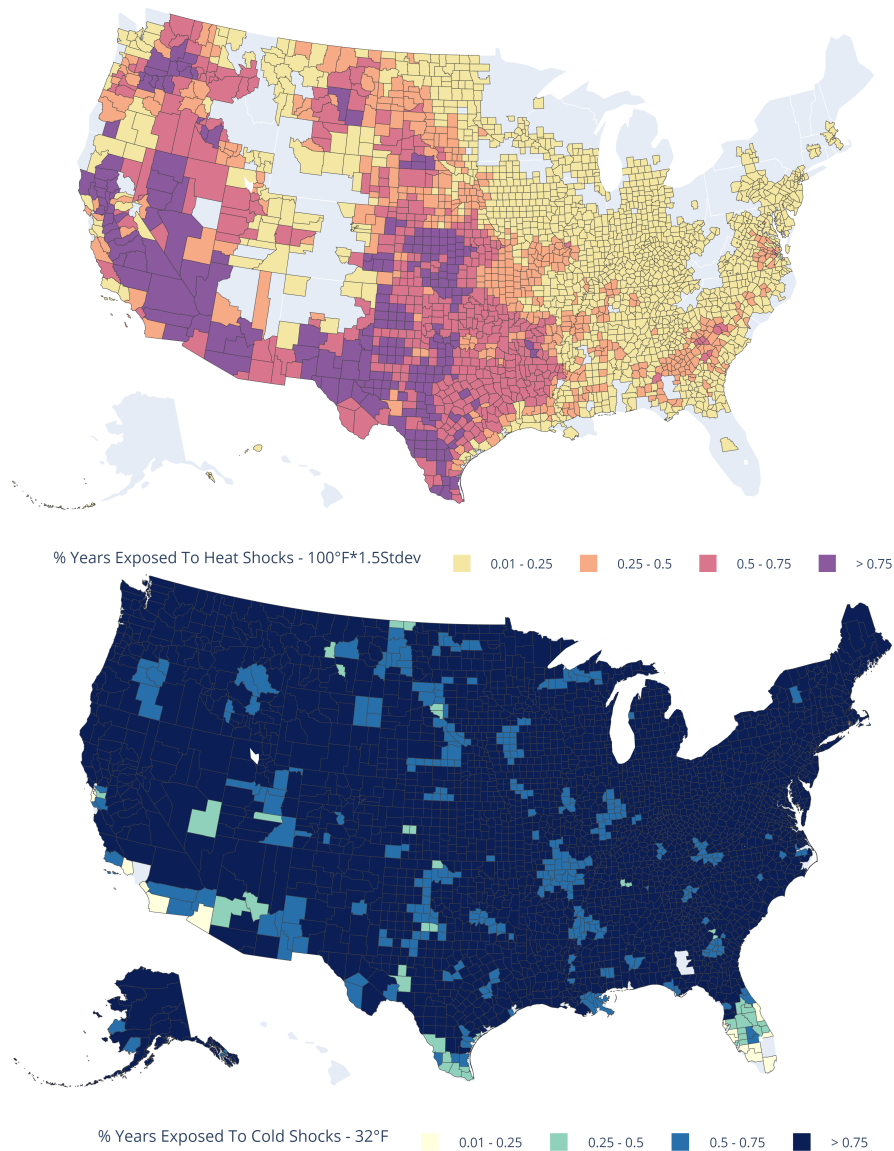 % Years Exposed To Heat Shocks - 100°F*1.5Stdev 0.01 - 0.25 0.25 - 0.5 0.5 - 0.75 > 0.75
% Years Exposed To Cold Shocks - 32°F 0.01 - 0.25 0.25 - 0.5 0.5 - 0.75 > 0.75